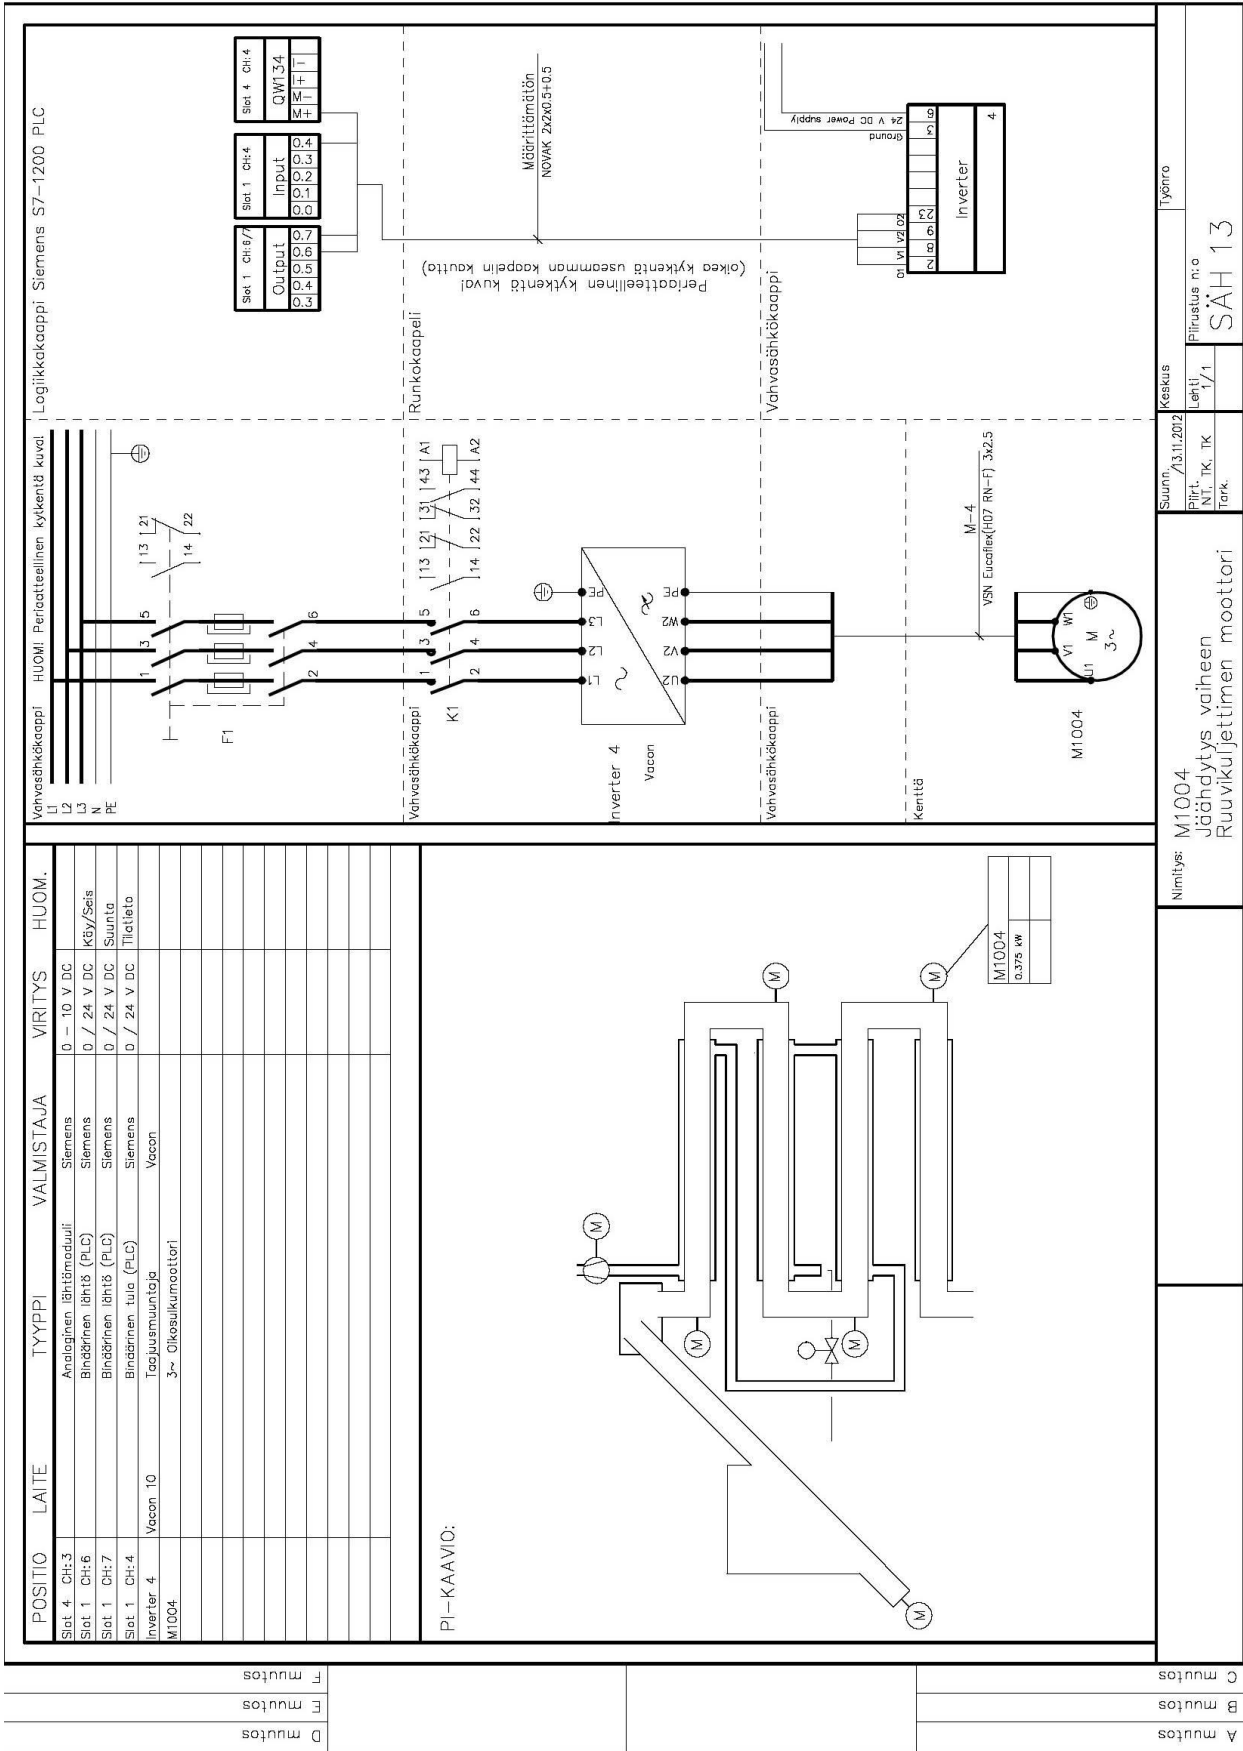 POSITIO LAITE TYYPPI VALMISTAJA VIRITYS HUOM.
Slot 4 CH:3 Analoginen lähtömoduuli Siemens 0 - 10 V DC
Slot 1 CH:6 Binäärinen lähtö (PLC) Siemens 0 / 24 V DC Käy/Seis
Slot 1 CH:7 Binäärinen lähtö (PLC) Siemens 0 / 24 V DC Suunta
Slot 1 CH:4 Binäärinen tulo (PLC) Siemens 0 / 24 V DC Tilatieto
Inverter 4 Vacon 10 Taajuusmuuntaja Vacon
M1004 3~ Oikosulkumoottori
PI-KAAVIO:
M
M
M
M
M
M
M1004
0.375 kW
Vahvasähkökaappi HUOM! Periaatteellinen kytkentä kuva!
L1
L2
L3
N
PE
1 3 5 13 21
14 22
F1
2 4 6
Vahvasähkökaappi
1 3 5 13 21 31 43 A1
K1
2 4 6 14 22 32 44 A2
Inverter 4
Vacon
L1 L2 L3 PE
U2 V2 W2 PE
Vahvasähkökaappi
M-4
VSN Eucaflex(H07 RN-F) 3x2.5
Kenttä
M1004
U1 V1 W1
M
3~
Logiikkakaappi Siemens S7-1200 PLC
Slot 1 CH:6/7
Output
0.3 0.4 0.5 0.6 0.7
Slot 1 CH:4
Input
0.0 0.1 0.2 0.3 0.4
Slot 4 CH:4
QW134
M+ M- I+ I-
Runkokaapeli
Periaatteellinen kytkentä kuva!
(oikea kytkentä useamman kaapelin kautta)
Määrittämätön
NOVAK 2x2x0.5+0.5
Vahvasähkökaappi
O1 V1 V2 O2
Ground
24 V DC Power supply
2 8 9 23 3 6
Inverter
4
Nimitys: M1004
Jäähdytys vaiheen
Ruuvikuljettimen moottori
Suunn. /13.11.2012
Piirt.
NT, TK, TK
Tark.
Keskus
Lehti
1/1
Työnro
Piirustus n:o
SÄH 13
A muutos
B muutos
C muutos
D muutos
E muutos
F muutos